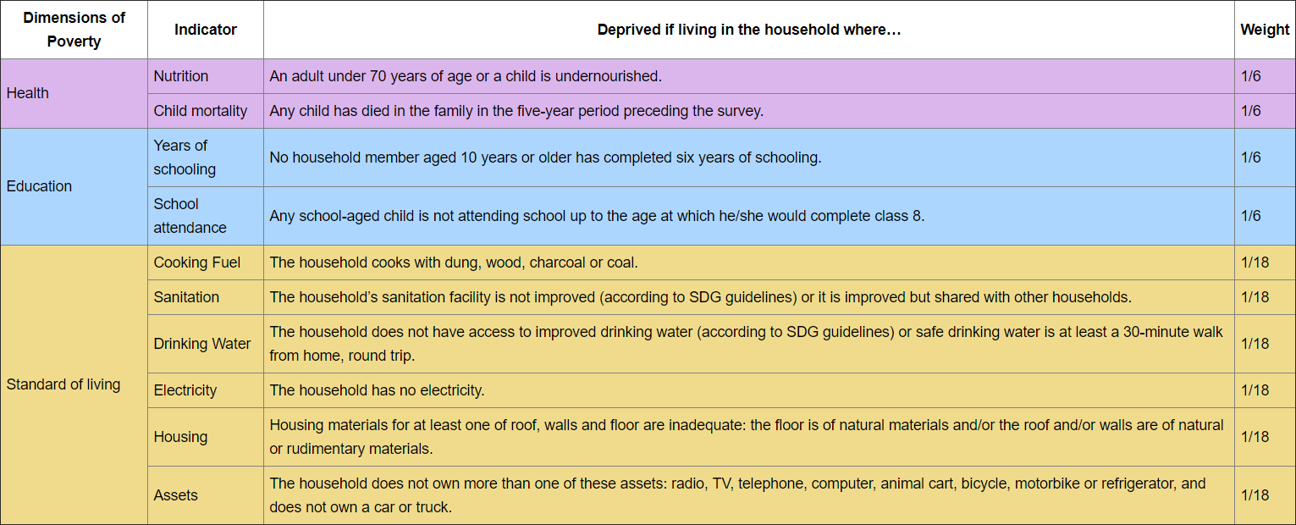 Dimensions of
Poverty
Indicator
Deprived if living in the household where…
Weight
Health
Nutrition
An adult under 70 years of age or a child is undernourished.
1/6
Child mortality
Any child has died in the family in the five-year period preceding the survey.
1/6
Education
Years of
schooling
No household member aged 10 years or older has completed six years of schooling.
1/6
School
attendance
Any school-aged child is not attending school up to the age at which he/she would complete class 8.
1/6
Standard of living
Cooking Fuel
The household cooks with dung, wood, charcoal or coal.
1/18
Sanitation
The household’s sanitation facility is not improved (according to SDG guidelines) or it is improved but shared with other households.
1/18
Drinking Water
The household does not have access to improved drinking water (according to SDG guidelines) or safe drinking water is at least a 30-minute walk
from home, round trip.
1/18
Electricity
The household has no electricity.
1/18
Housing
Housing materials for at least one of roof, walls and floor are inadequate: the floor is of natural materials and/or the roof and/or walls are of natural
or rudimentary materials.
1/18
Assets
The household does not own more than one of these assets: radio, TV, telephone, computer, animal cart, bicycle, motorbike or refrigerator, and
does not own a car or truck.
1/18